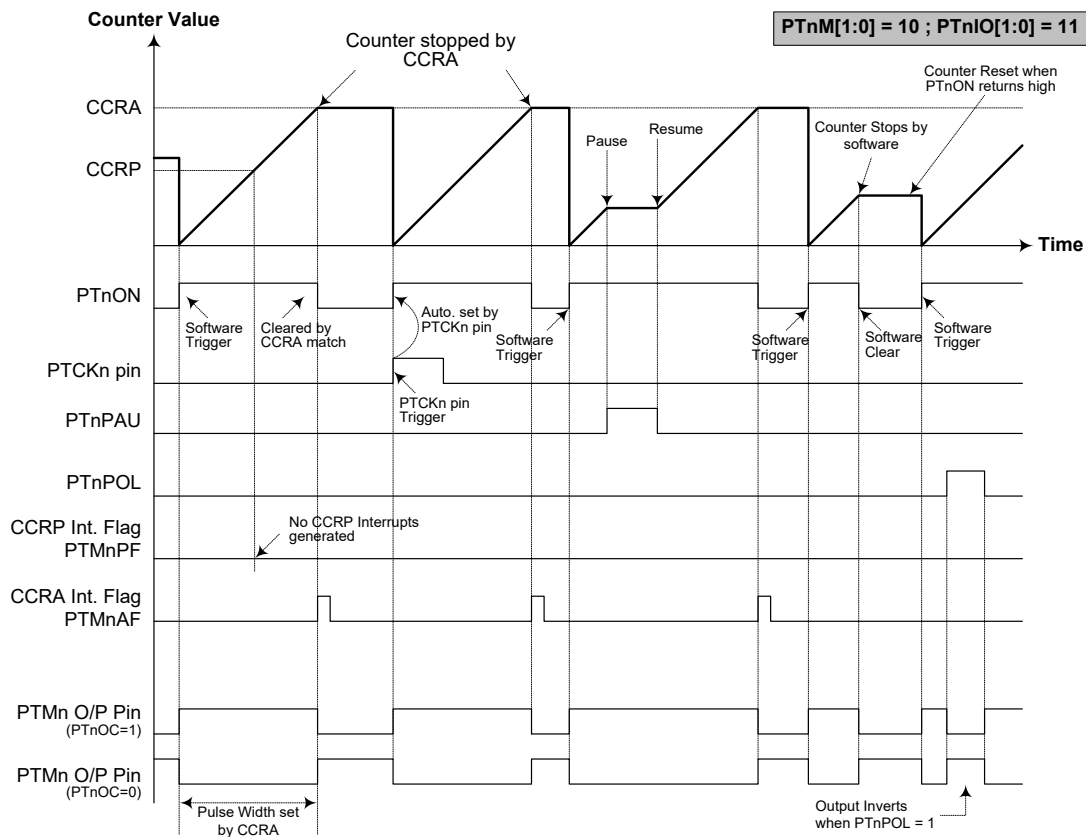 Counter Value
PTnM[1:0] = 10 ; PTnIO[1:0] = 11
Counter stopped by
CCRA
Counter Reset when
PTnON returns high
CCRA
Pause
Resume
Counter Stops by
software
CCRP
Time
PTnON
Software
Trigger
Cleared by
CCRA match
Auto. set by
PTCKn pin
Software
Trigger
Software
Trigger
Software
Clear
Software
Trigger
PTCKn pin
PTCKn pin
Trigger
PTnPAU
PTnPOL
CCRP Int. Flag
PTMnPF
No CCRP Interrupts
generated
CCRA Int. Flag
PTMnAF
PTMn O/P Pin
(PTnOC=1)
PTMn O/P Pin
(PTnOC=0)
Pulse Width set
by CCRA
Output Inverts
when PTnPOL = 1